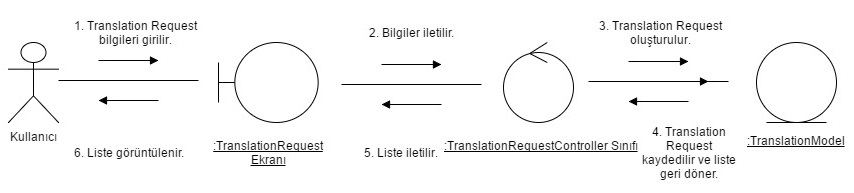 1. Translation Request
bilgileri girilir.
2. Bilgiler iletilir.
3. Translation Request
oluşturulur.
Kullanıcı
6. Liste görüntülenir.
:TranslationRequest
Ekranı
5. Liste iletilir.
:TranslationRequestController Sınıfı
4. Translation
Request
kaydedilir ve liste
geri döner.
:TranslationModel